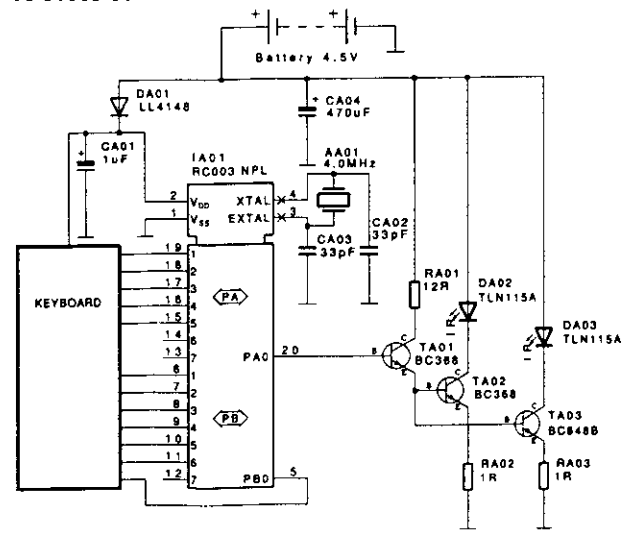 + +
Battery 4.5V
DA01
LL4148
+ CA04
470uF
+ CA01
1uF
IA01
RC003 NPL
AA01
4.0MHz
2 VDD XTAL 4
1 VSS EXTAL 3
CA02
33pF
CA03
33pF
KEYBOARD
19 1
18 2
17 3
16 4
15 5
14 6
13 7
PA
PA0 20
6 1
7 2
8 3
9 4
10 5
11 6
12 7
PB
PB0 5
RA01
12R
DA02
TLN115A
IR
DA03
TLN115A
IR
TA01
BC368
B C E
TA02
BC368
B C E
TA03
BC848B
B C E
RA02
1R
RA03
1R